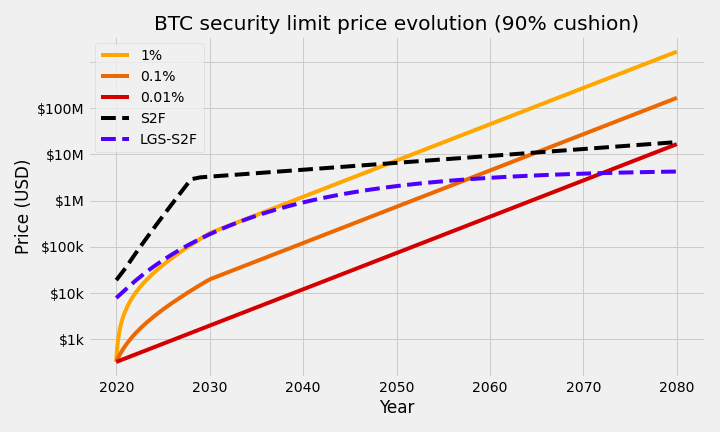 BTC security limit price evolution (90% cushion)
1%
0.1%
0.01%
S2F
LGS-S2F
Price (USD)
$100M
$10M
$1M
$100k
$10k
$1k
2020 2030 2040 2050 2060 2070 2080
Year